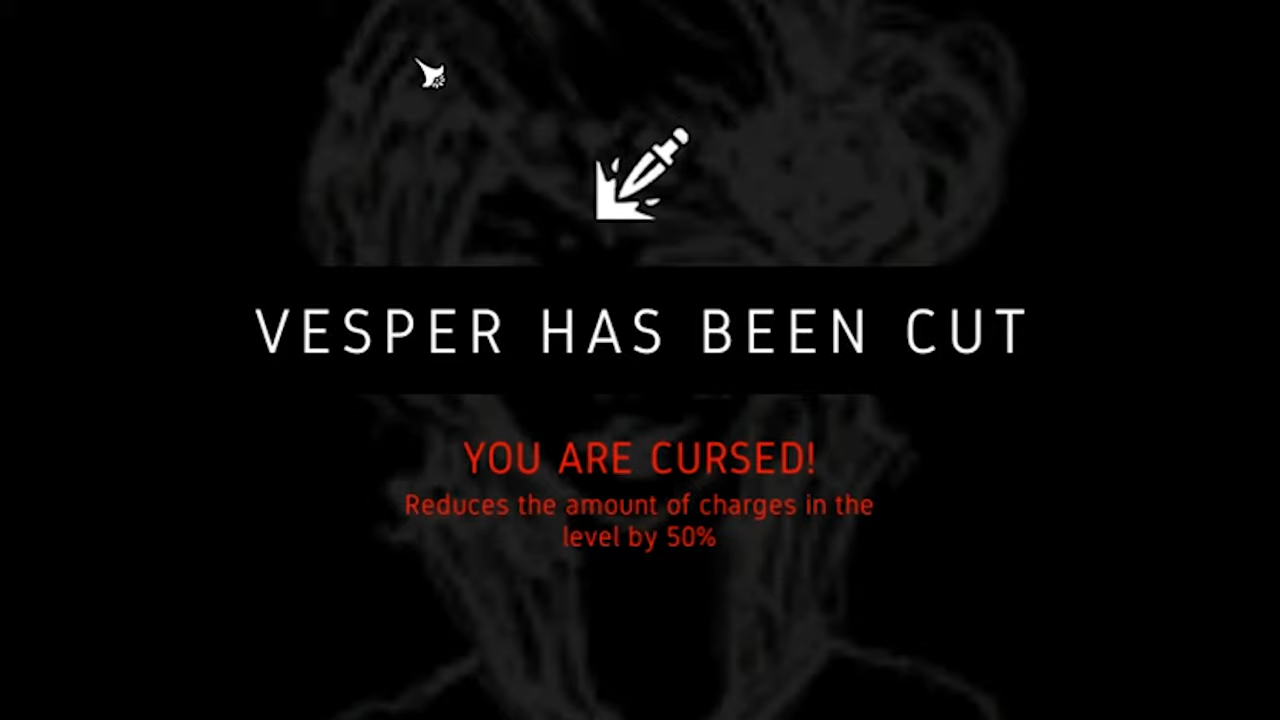 VESPER HAS BEEN CUT
YOU ARE CURSED!
Reduces the amount of charges in the
level by 50%